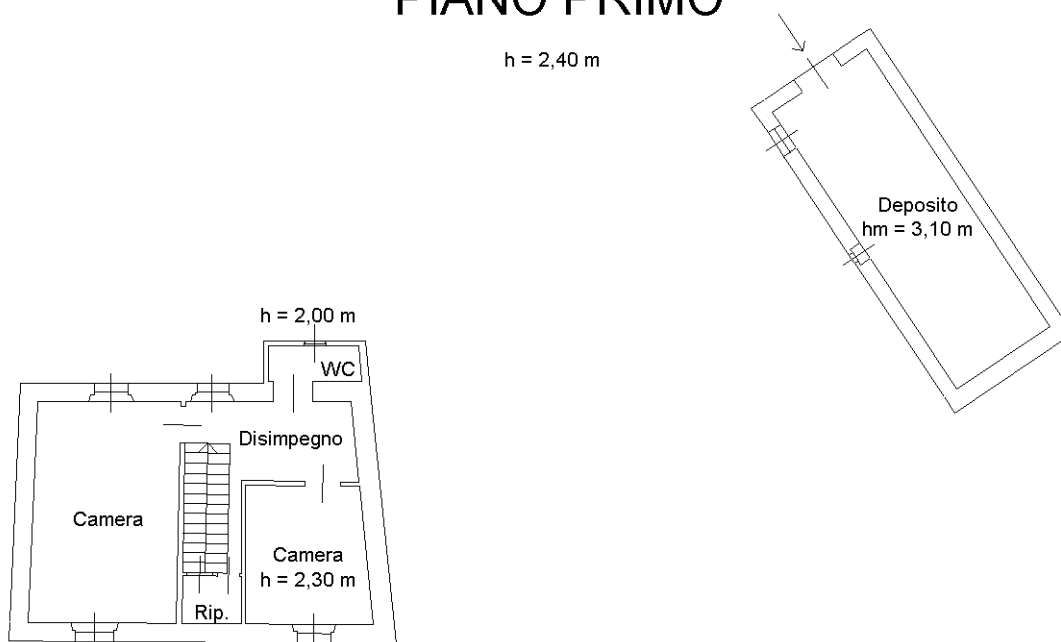 PIANO PRIMO
h = 2,40 m
Deposito
hm = 3,10 m
h = 2,00 m
WC
Disimpegno
Camera
Camera
h = 2,30 m
Rip.